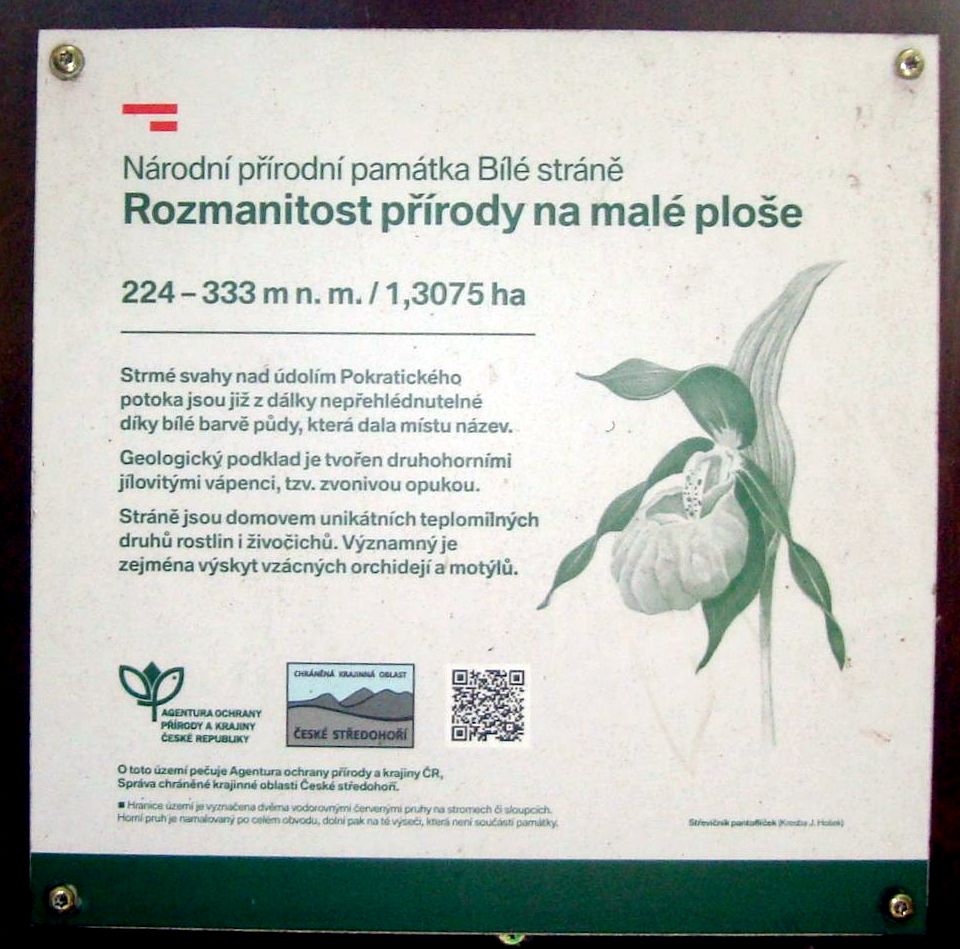 Národní přírodní památka Bílé stráně
Rozmanitost přírody na malé ploše
224 – 333 m n. m. / 1,3075 ha
Strmé svahy nad údolím Pokratického
potoka jsou již z dálky nepřehlédnutelné
díky bílé barvě půdy, která dala místu název.
Geologický podklad je tvořen druhohorními
jílovitými vápenci, tzv. zvonivou opukou.
Stráně jsou domovem unikátních teplomilných
druhů rostlin i živočichů. Významný je
zejména výskyt vzácných orchidejí a motýlů.
AGENTURA OCHRANY
PŘÍRODY A KRAJINY
ČESKÉ REPUBLIKY
CHRÁNĚNÁ KRAJINNÁ OBLAST
ČESKÉ STŘEDOHOŘÍ
O toto území pečuje Agentura ochrany přírody a krajiny ČR,
Správa chráněné krajinné oblasti České středohoří.
■ Hranice území je vyznačena dvěma vodorovnými červenými pruhy na stromech či sloupcích.
Horní pruh je namalovaný po celém obvodu, dolní pak na té výseči, která není součástí památky.
Střevičník pantoflíček (Kresba J. Hošek)